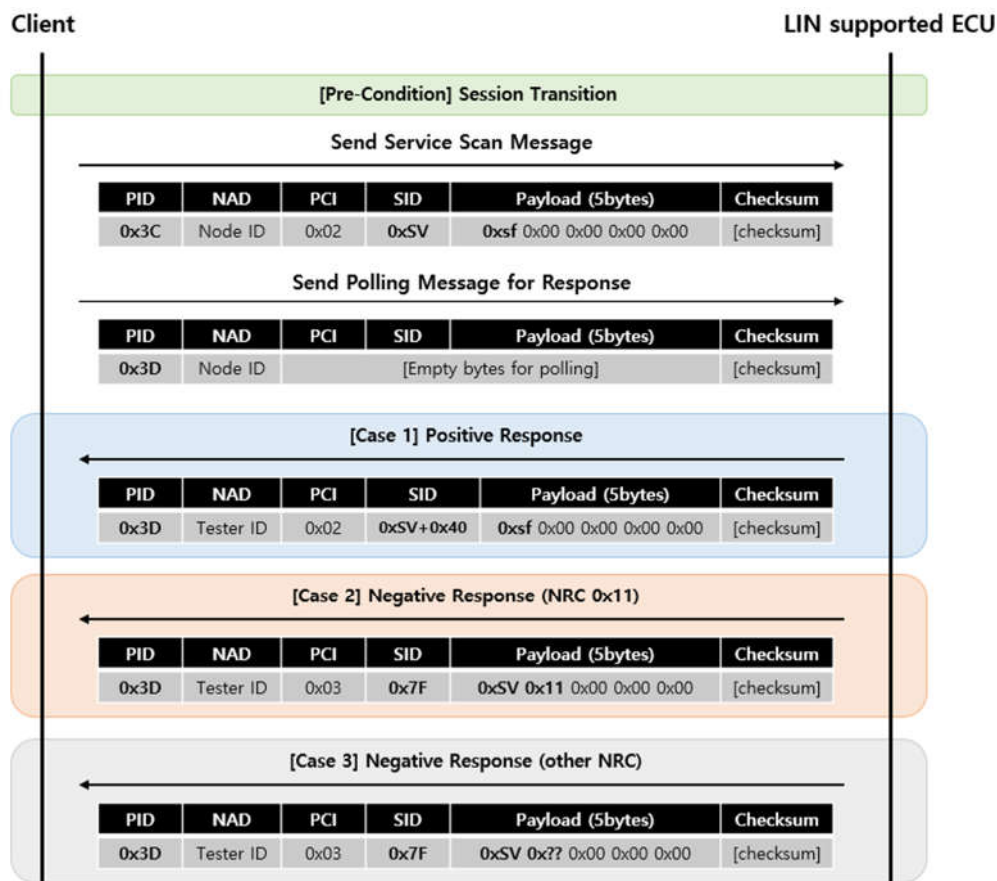 Client LIN supported ECU
[Pre-Condition] Session Transition
Send Service Scan Message
PID NAD PCI SID Payload (5bytes) Checksum
0x3C Node ID 0x02 0xSV 0xsf 0x00 0x00 0x00 0x00 [checksum]
Send Polling Message for Response
PID NAD PCI SID Payload (5bytes) Checksum
0x3D Node ID [Empty bytes for polling] [checksum]
[Case 1] Positive Response
PID NAD PCI SID Payload (5bytes) Checksum
0x3D Tester ID 0x02 0xSV+0x40 0xsf 0x00 0x00 0x00 0x00 [checksum]
[Case 2] Negative Response (NRC 0x11)
PID NAD PCI SID Payload (5bytes) Checksum
0x3D Tester ID 0x03 0x7F 0xSV 0x11 0x00 0x00 0x00 [checksum]
[Case 3] Negative Response (other NRC)
PID NAD PCI SID Payload (5bytes) Checksum
0x3D Tester ID 0x03 0x7F 0xSV 0x?? 0x00 0x00 0x00 [checksum]